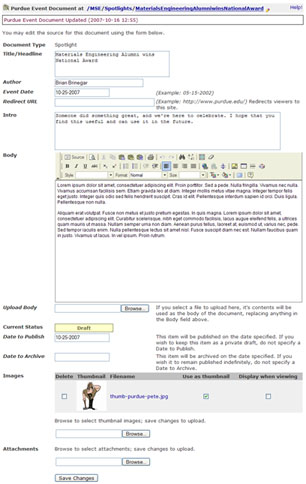 Purdue Event Document at /MSE/Spotlights/MaterialsEngineeringAlumniwiesNationalAward
Purdue Event Document Updated (2007-10-16 12:55)
You may edit the source for this document using the form below.
Document Type Spotlight
Title/Headline Materials Engineering Alumni wins
National Award
Author Brian Brinegar
Event Date 10-25-2007 (Example: 05-15-2002)
Redirect URL (Example: http://www.purdue.edu/) Redirects viewers to
this site.
Intro Someone did something great, and we're here to celebrate. I hope that you
find this useful and can use it in the future.
Body
Source
Style Format Normal Size
Lorem ipsum dolor sit amet, consectetuer adipiscing elit. Proin porttitor. Sed a pede. Nulla fringilla. Vivamus nec nulla.
Upload Body Browse... If you select a file to upload here, it's contents will be
used as the body of the document, replacing anything in
the Body field above.
Current Status Draft
Date to Publish 10-25-2007 This item will be published on the date specified. If you
wish to keep this item as a private draft, do not specify a
Date to Publish.
Date to Archive This item will be archived on the date specified. If you
wish it to remain published indefinitely, do not specify a
Date to Archive.
Images Delete Thumbnail Filename Use as thumbnail Display when viewing
thumb-purdue-pete.jpg
Browse to select thumbnail images; save changes to upload.
Browse...
Attachments Browse to select attachments; save changes to upload.
Browse...
Save Changes